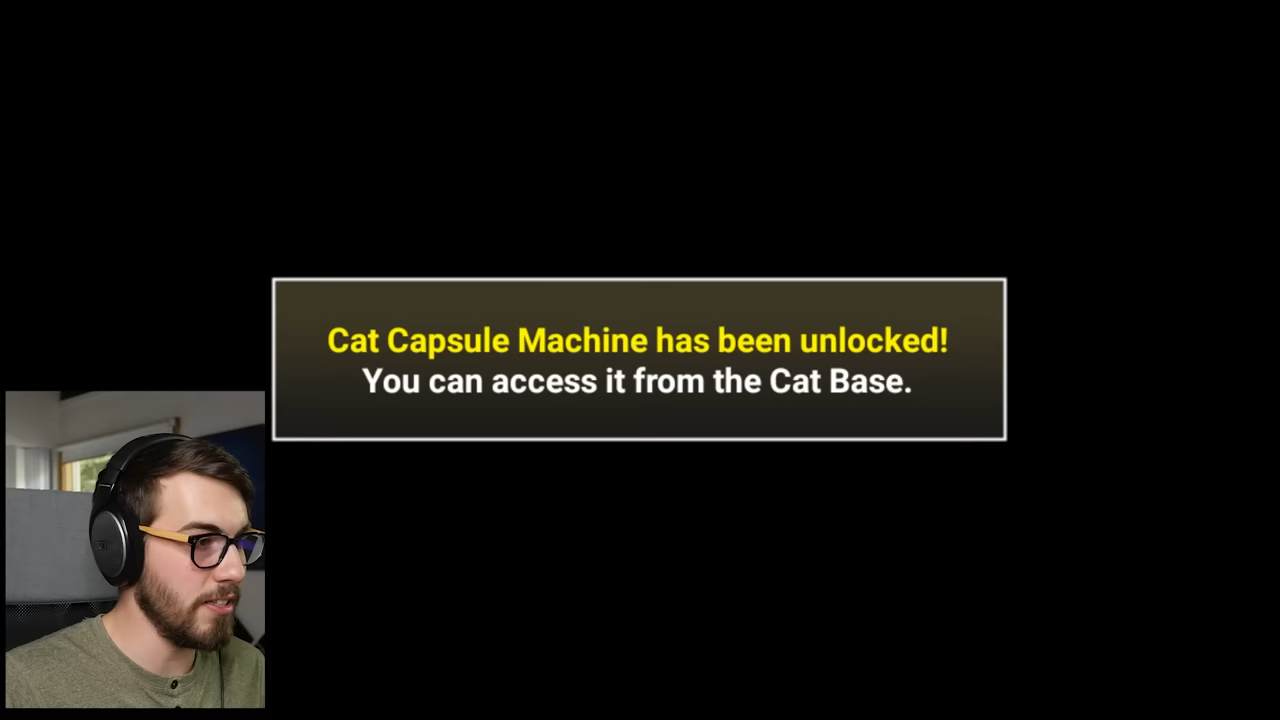 Cat Capsule Machine has been unlocked!
You can access it from the Cat Base.